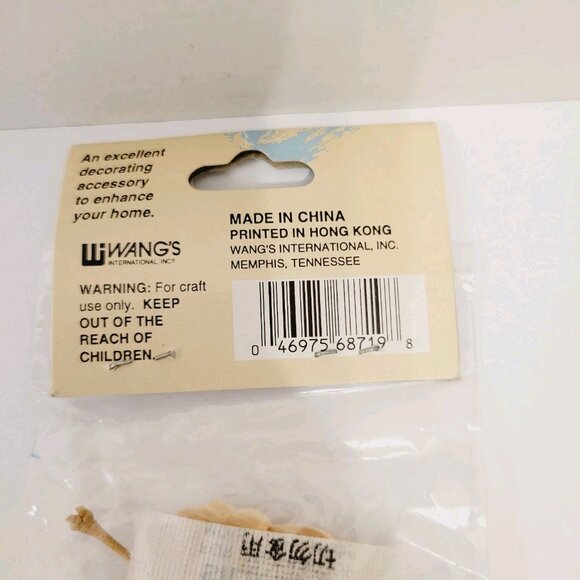 An excellent
decorating
accessory
to enhance
your home.
WANG'S
INTERNATIONAL, INC.®
WARNING: For craft
use only. KEEP
OUT OF THE
REACH OF
CHILDREN.
MADE IN CHINA
PRINTED IN HONG KONG
WANG'S INTERNATIONAL, INC.
MEMPHIS, TENNESSEE
0 46975 68719 8